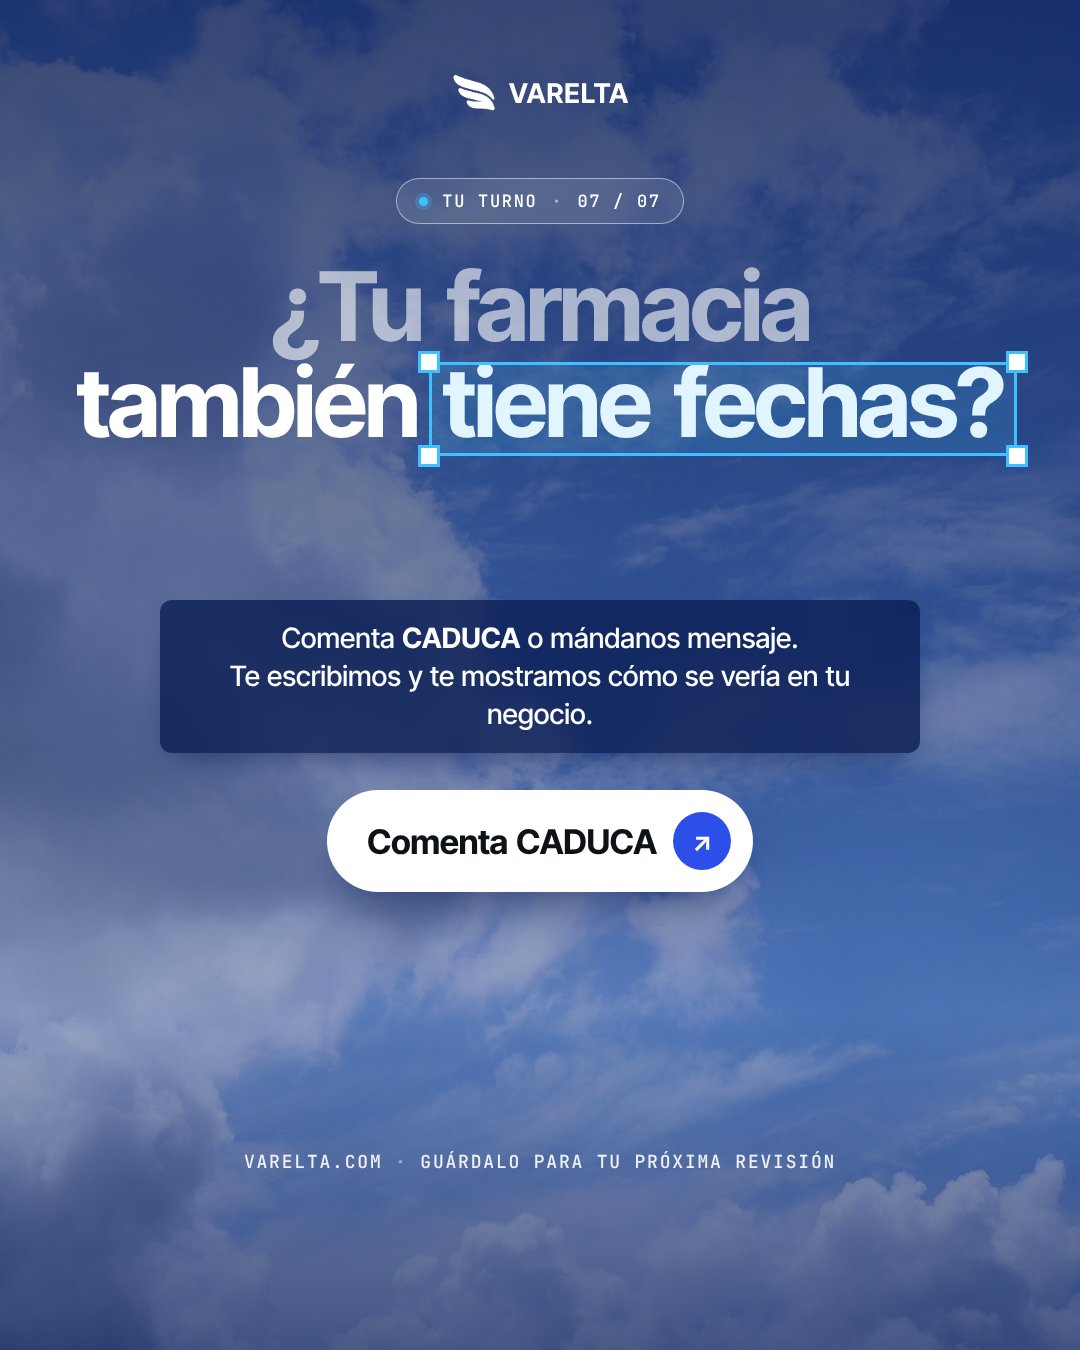 VARELTA
TU TURNO · 07 / 07
¿Tu farmacia
también tiene fechas?
Comenta CADUCA o mándanos mensaje.
Te escribimos y te mostramos cómo se vería en tu
negocio.
Comenta CADUCA
VARELTA.COM · GUÁRDALO PARA TU PRÓXIMA REVISIÓN